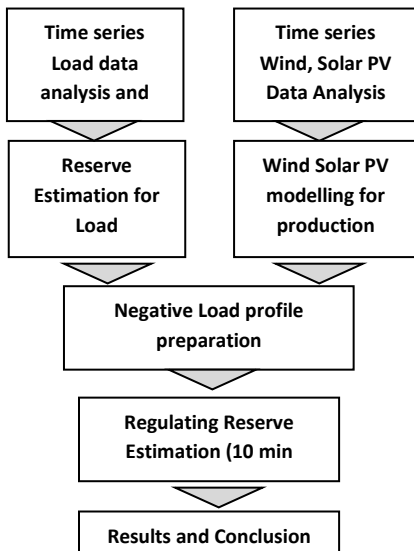 Time series
Load data
analysis and
Time series
Wind, Solar PV
Data Analysis
Reserve
Estimation for
Load
Wind Solar PV
modelling for
production
Negative Load profile
preparation
Regulating Reserve
Estimation (10 min
Results and Conclusion